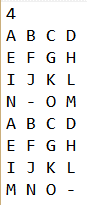 4
A B C D
E F G H
I J K L
N - O M
A B C D
E F G H
I J K L
M N O -